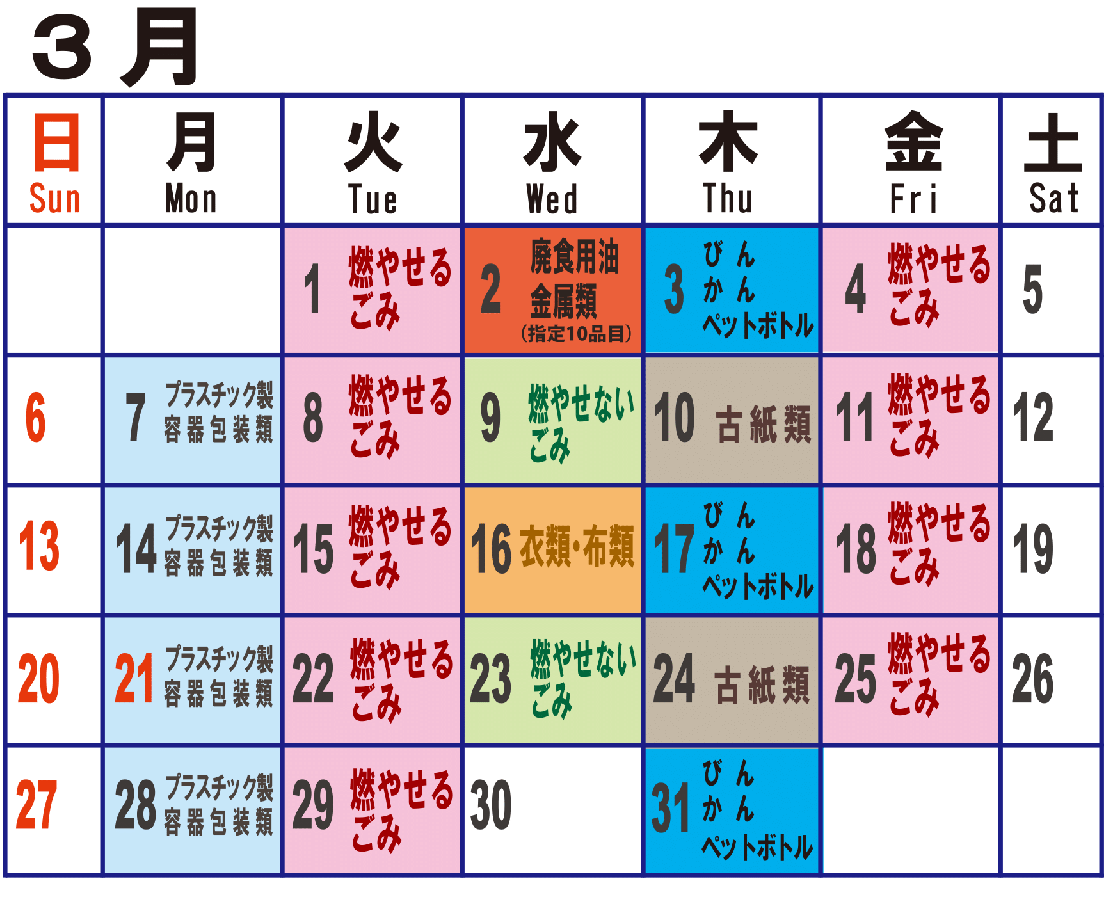 3月
日 月 火 水 木 金 土
Sun Mon Tue Wed Thu Fri Sat
1 燃やせる
ごみ
2 廃食用油
金属類
(指定10品目)
3 びん
かん
ペットボトル
4 燃やせる
ごみ
5
6
7 プラスチック製
容器包装類
8 燃やせる
ごみ
9 燃やせない
ごみ
10 古紙類
11 燃やせる
ごみ
12
13
14 プラスチック製
容器包装類
15 燃やせる
ごみ
16 衣類・布類
17 びん
かん
ペットボトル
18 燃やせる
ごみ
19
20
21 プラスチック製
容器包装類
22 燃やせる
ごみ
23 燃やせない
ごみ
24 古紙類
25 燃やせる
ごみ
26
27
28 プラスチック製
容器包装類
29 燃やせる
ごみ
30
31 びん
かん
ペットボトル